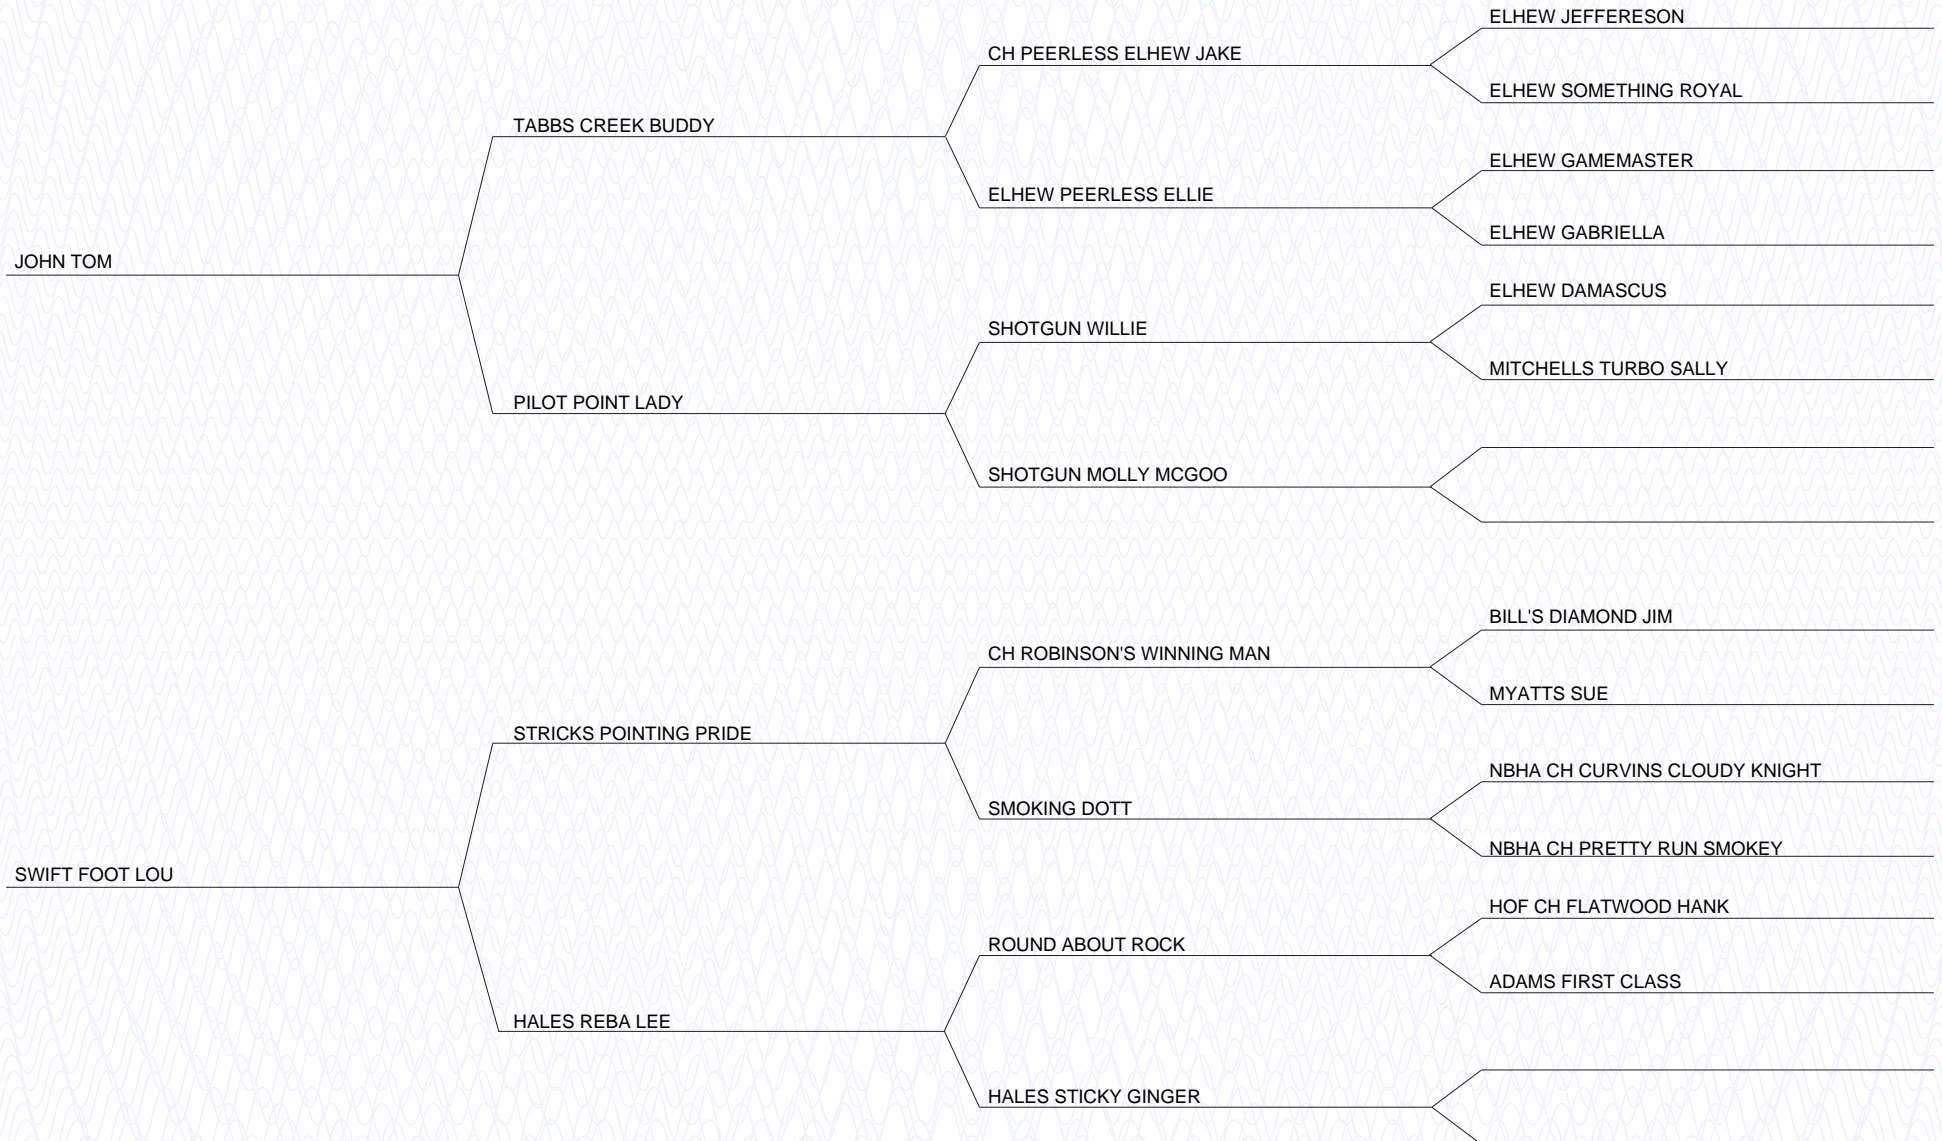 ELHEW JEFFERESON
CH PEERLESS ELHEW JAKE
ELHEW SOMETHING ROYAL
TABBS CREEK BUDDY
ELHEW GAMEMASTER
ELHEW PEERLESS ELLIE
ELHEW GABRIELLA
JOHN TOM
ELHEW DAMASCUS
SHOTGUN WILLIE
MITCHELLS TURBO SALLY
PILOT POINT LADY
SHOTGUN MOLLY MCGOO
BILL'S DIAMOND JIM
CH ROBINSON'S WINNING MAN
MYATTS SUE
STRICKS POINTING PRIDE
NBHA CH CURVINS CLOUDY KNIGHT
SMOKING DOTT
NBHA CH PRETTY RUN SMOKEY
SWIFT FOOT LOU
HOF CH FLATWOOD HANK
ROUND ABOUT ROCK
ADAMS FIRST CLASS
HALES REBA LEE
HALES STICKY GINGER